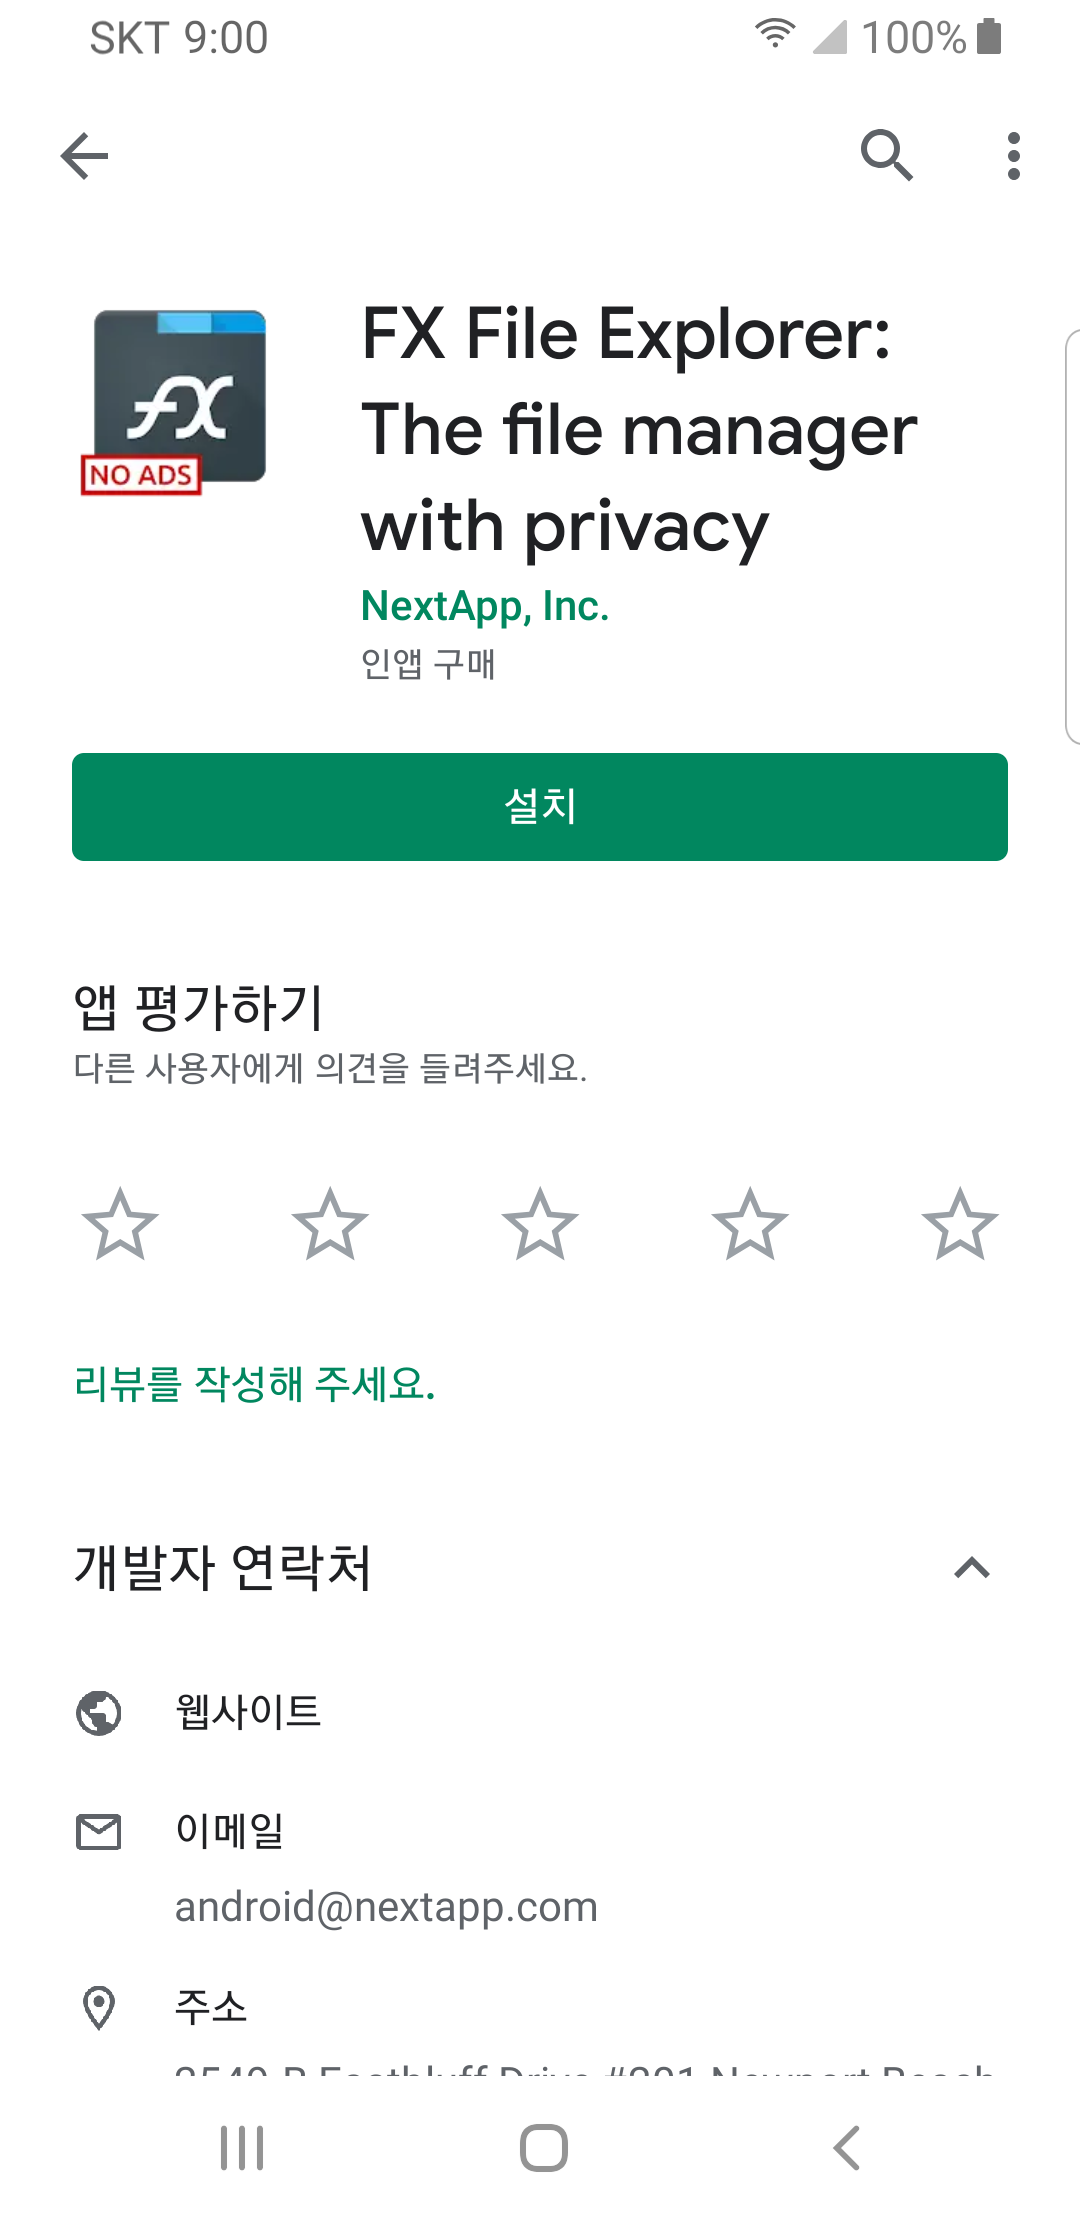 SKT 9:00 100%
FX File Explorer:
The file manager
with privacy
fx
NO ADS
NextApp, Inc.
인앱 구매
설치
앱 평가하기
다른 사용자에게 의견을 들려주세요.
리뷰를 작성해 주세요.
개발자 연락처
웹사이트
이메일
android@nextapp.com
주소
Drive Newport Beach